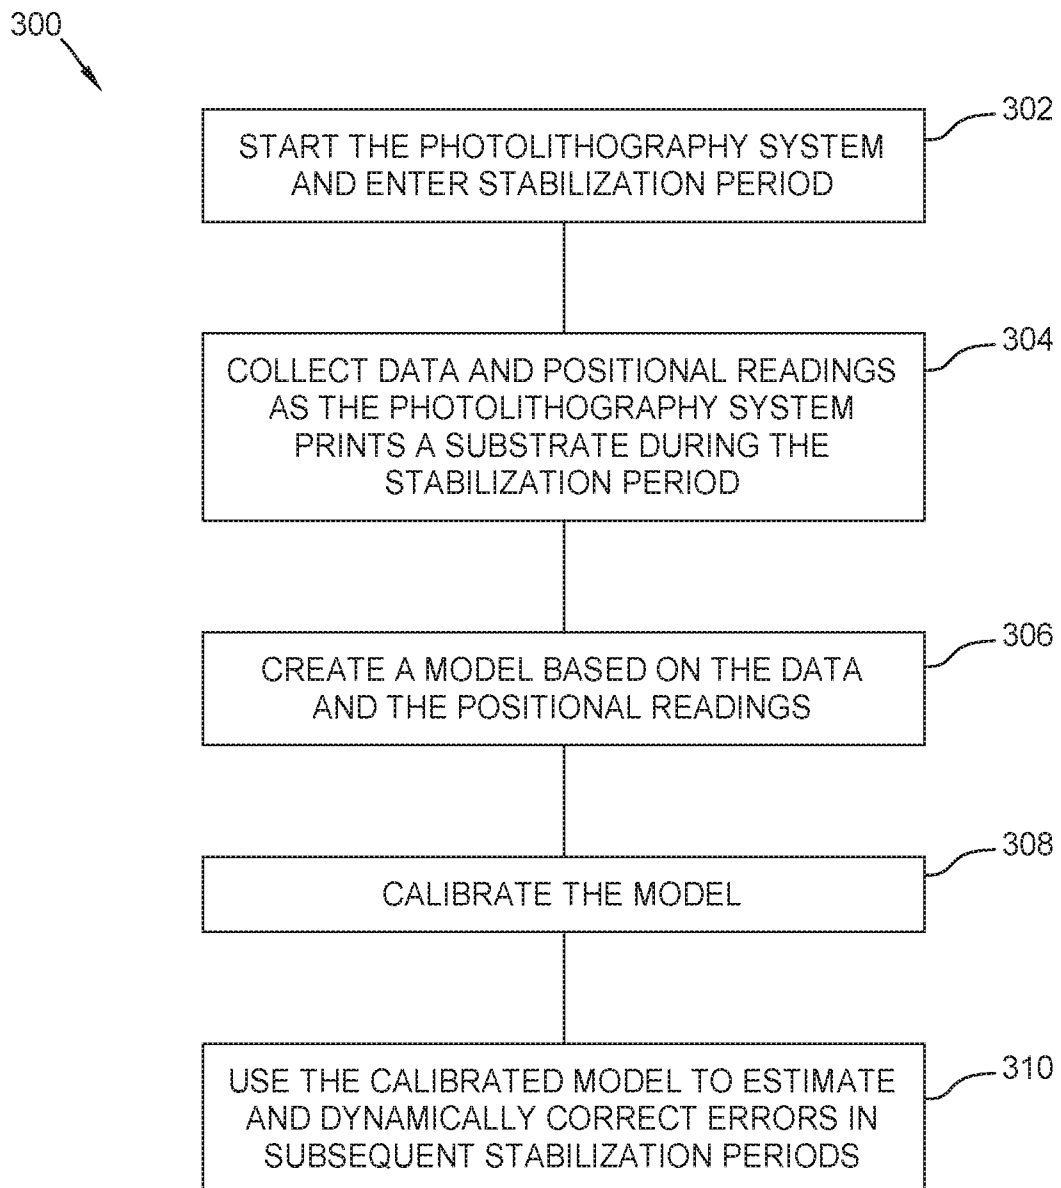 300
302
START THE PHOTOLITHOGRAPHY SYSTEM
AND ENTER STABILIZATION PERIOD
304
COLLECT DATA AND POSITIONAL READINGS
AS THE PHOTOLITHOGRAPHY SYSTEM
PRINTS A SUBSTRATE DURING THE
STABILIZATION PERIOD
306
CREATE A MODEL BASED ON THE DATA
AND THE POSITIONAL READINGS
308
CALIBRATE THE MODEL
310
USE THE CALIBRATED MODEL TO ESTIMATE
AND DYNAMICALLY CORRECT ERRORS IN
SUBSEQUENT STABILIZATION PERIODS